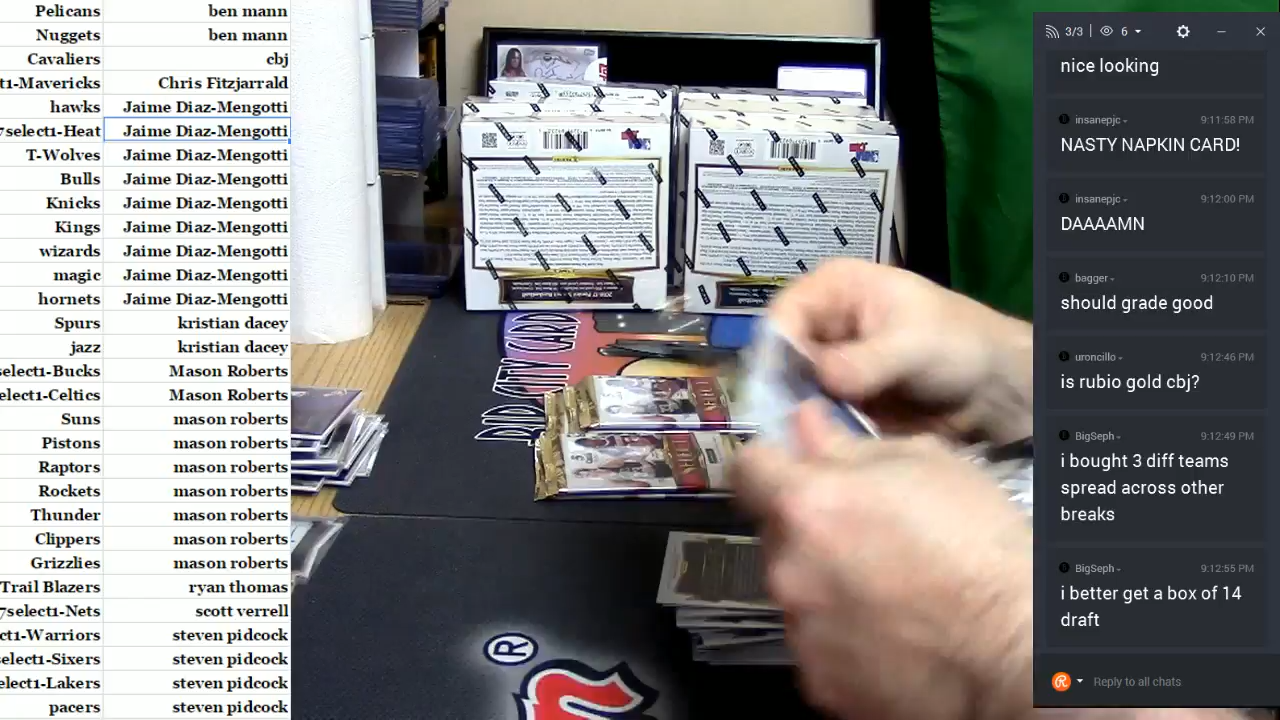 Pelicans ben mann
Nuggets ben mann
Cavaliers cbj
t1-Mavericks Chris Fitzjarrald
hawks Jaime Diaz-Mengotti
7select1-Heat Jaime Diaz-Mengotti
T-Wolves Jaime Diaz-Mengotti
Bulls Jaime Diaz-Mengotti
Knicks Jaime Diaz-Mengotti
Kings Jaime Diaz-Mengotti
wizards Jaime Diaz-Mengotti
magic Jaime Diaz-Mengotti
hornets Jaime Diaz-Mengotti
Spurs kristian dacey
jazz kristian dacey
select1-Bucks Mason Roberts
elect1-Celtics Mason Roberts
Suns mason roberts
Pistons mason roberts
Raptors mason roberts
Rockets mason roberts
Thunder mason roberts
Clippers mason roberts
Grizzlies mason roberts
Trail Blazers ryan thomas
7select1-Nets scott verrell
ct1-Warriors steven pidcock
select1-Sixers steven pidcock
elect1-Lakers steven pidcock
pacers steven pidcock
RIP CITY CARD
SELECT
SELECT
®
3/3 6
nice looking
insanepjc 9:11:58 PM
NASTY NAPKIN CARD!
insanepjc 9:12:00 PM
DAAAAMN
bagger 9:12:10 PM
should grade good
uroncillo 9:12:46 PM
is rubio gold cbj?
BigSeph 9:12:49 PM
i bought 3 diff teams
spread across other
breaks
BigSeph 9:12:55 PM
i better get a box of 14
draft
Reply to all chats